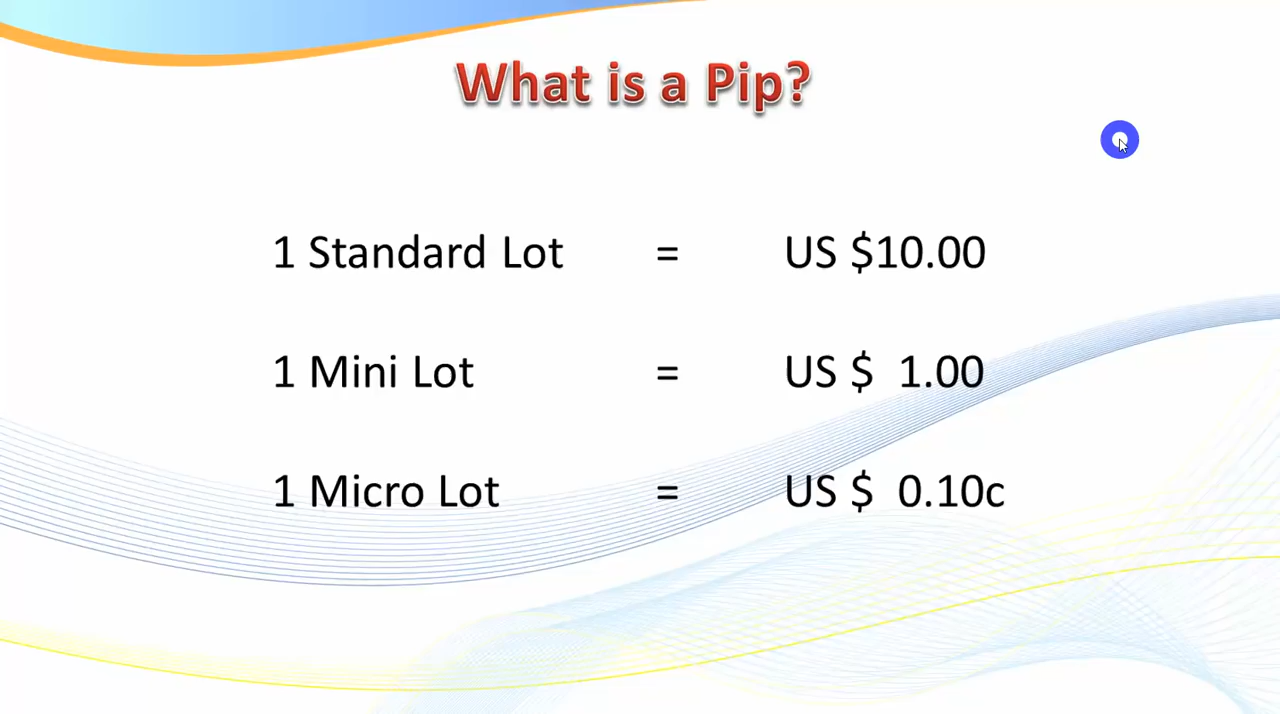 What is a Pip?
1 Standard Lot = US $10.00
1 Mini Lot = US $ 1.00
1 Micro Lot = US $ 0.10c